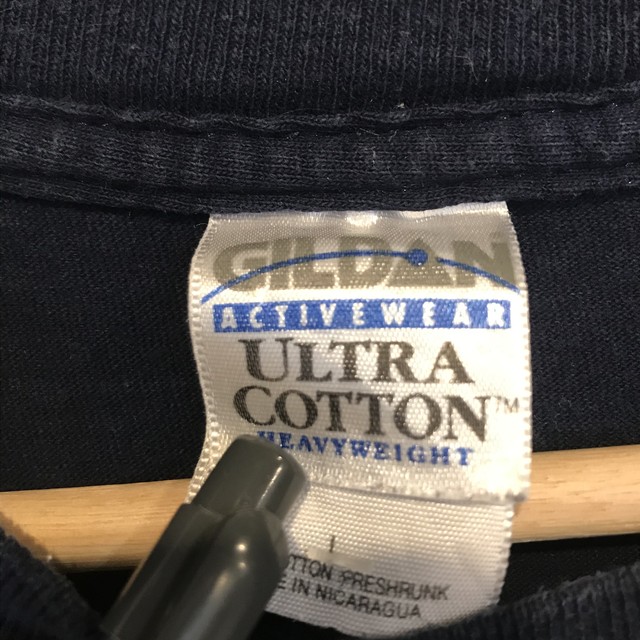 GILDAN
ACTIVEWEAR
ULTRA
COTTON™
HEAVYWEIGHT
COTTON PRESHRUNK
IN NICARAGUA